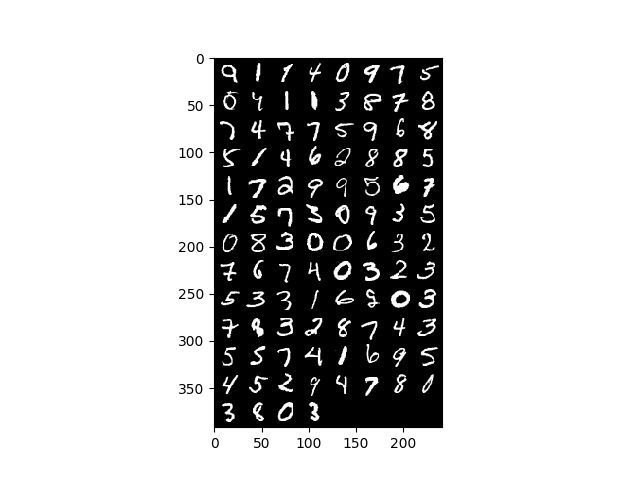 0
9 1 1 4 0 9 7 5
50
0 4 1 1 3 8 7 8
7 4 7 7 5 9 6 8
100
5 1 4 6 2 8 8 5
1 7 2 9 9 5 6 7
150
1 5 7 3 0 9 3 5
200
0 8 3 0 0 6 3 2
7 6 7 4 0 3 2 3
250
5 3 3 1 6 8 0 3
7 8 3 2 8 7 4 3
300
5 5 7 4 1 6 9 5
350
4 5 2 9 4 7 8 0
3 8 0 3
0 50 100 150 200